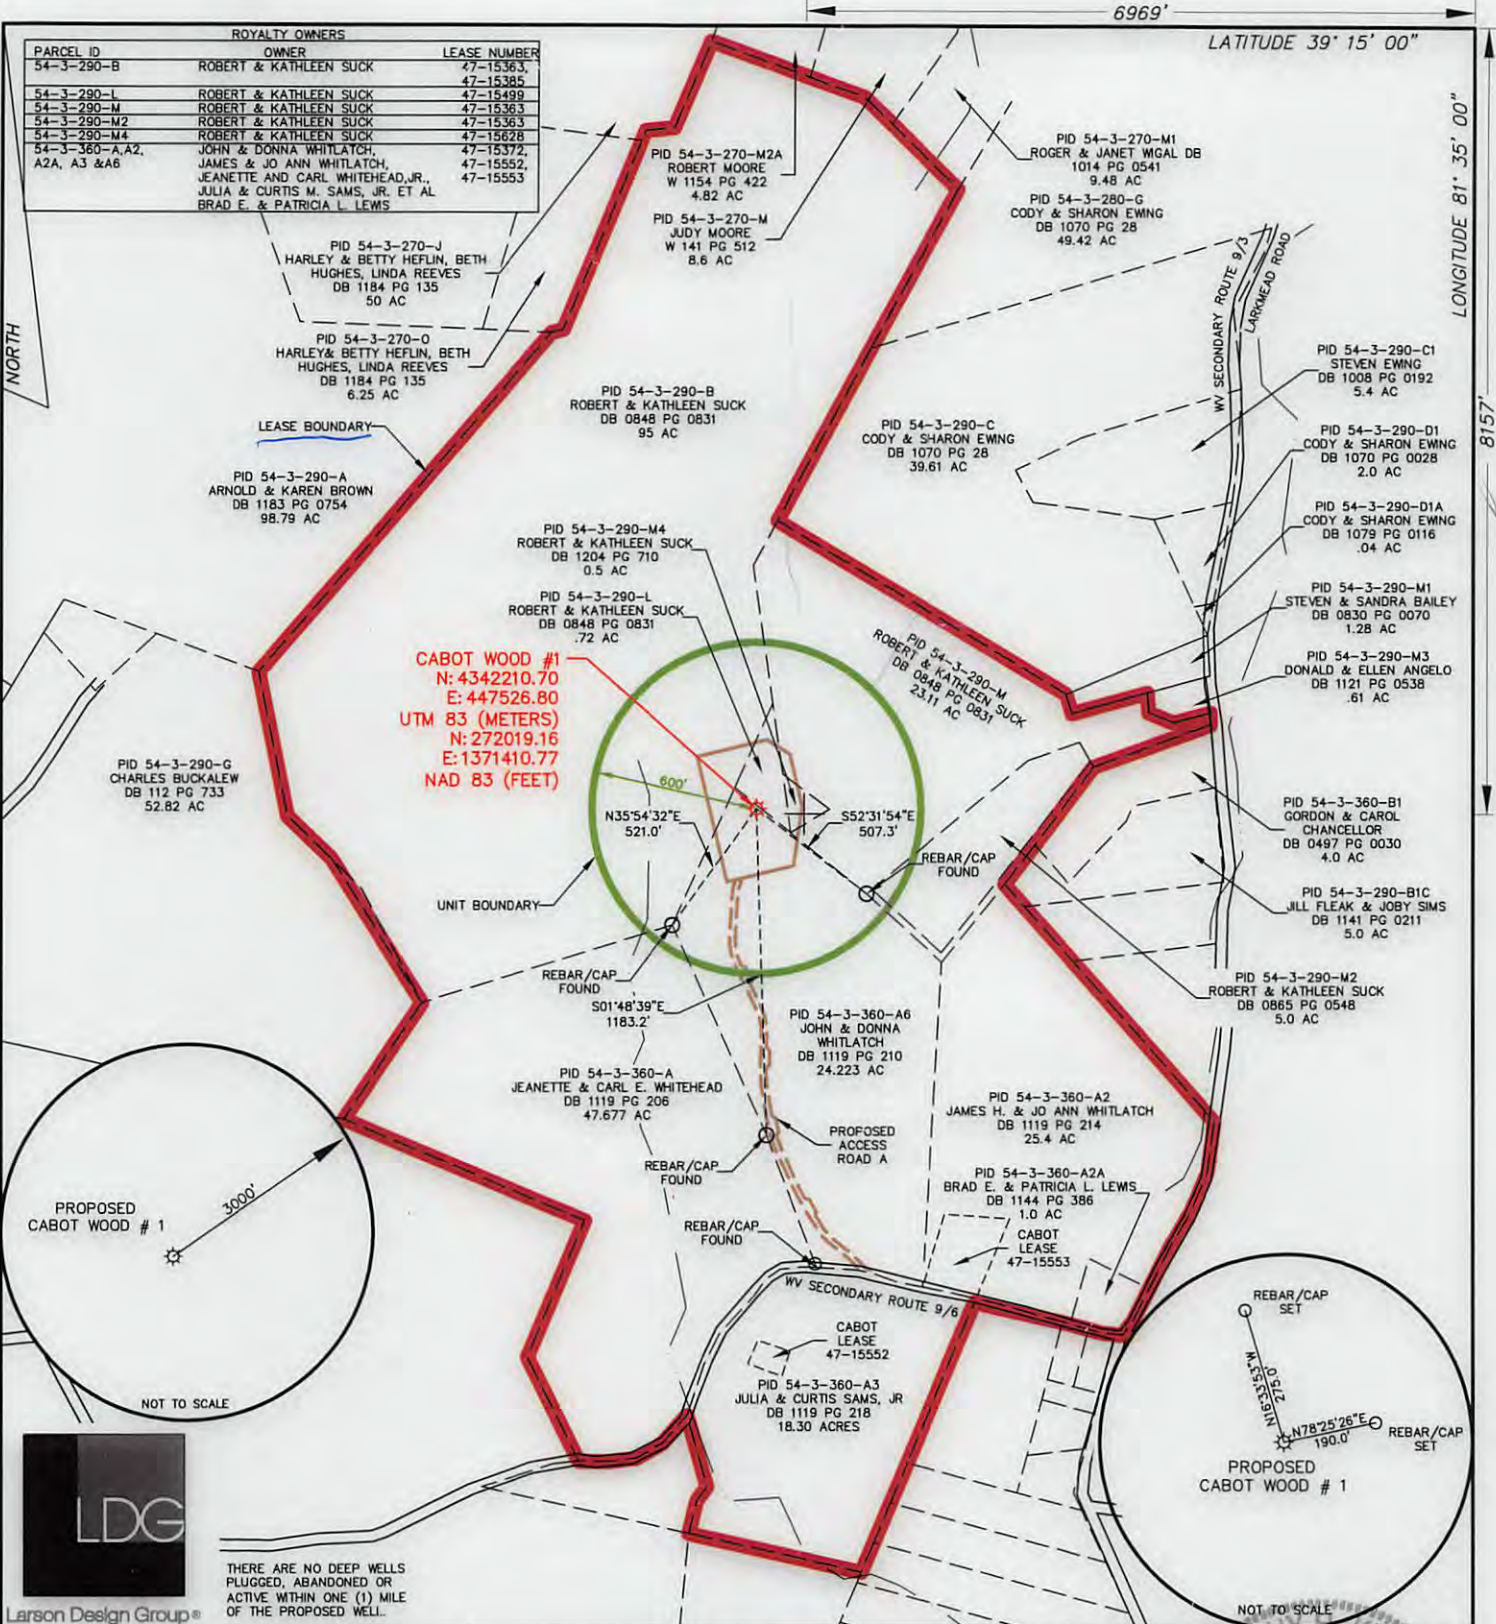 6969'
LATITUDE 39° 15' 00"
LONGITUDE 81° 35' 00"
8157'
NORTH
ROYALTY OWNERS
PARCEL ID OWNER LEASE NUMBER
54-3-290-B ROBERT & KATHLEEN SUCK 47-15363,
47-15385
54-3-290-L ROBERT & KATHLEEN SUCK 47-15499
54-3-290-M ROBERT & KATHLEEN SUCK 47-15363
54-3-290-M2 ROBERT & KATHLEEN SUCK 47-15363
54-3-290-M4 ROBERT & KATHLEEN SUCK 47-15628
54-3-360-A,A2, JOHN & DONNA WHITLATCH, 47-15372,
A2A, A3 &A6 JAMES & JO ANN WHITLATCH, 47-15552,
JEANETTE AND CARL WHITEHEAD,JR., 47-15553
JULIA & CURTIS M. SAMS, JR. ET AL
BRAD E. & PATRICIA L. LEWIS
PID 54-3-270-M2A
ROBERT MOORE
W 1154 PG 422
4.82 AC
PID 54-3-270-M
JUDY MOORE
W 141 PG 512
8.6 AC
PID 54-3-270-M1
ROGER & JANET WIGAL DB
1014 PG 0541
9.48 AC
PID 54-3-280-G
CODY & SHARON EWING
DB 1070 PG 28
49.42 AC
PID 54-3-270-J
HARLEY & BETTY HEFLIN, BETH
HUGHES, LINDA REEVES
DB 1184 PG 135
50 AC
PID 54-3-270-O
HARLEY& BETTY HEFLIN, BETH
HUGHES, LINDA REEVES
DB 1184 PG 135
6.25 AC
WV SECONDARY ROUTE 9/3
LARKMEAD ROAD
PID 54-3-290-C1
STEVEN EWING
DB 1008 PG 0192
5.4 AC
LEASE BOUNDARY
PID 54-3-290-B
ROBERT & KATHLEEN SUCK
DB 0848 PG 0831
95 AC
PID 54-3-290-C
CODY & SHARON EWING
DB 1070 PG 28
39.61 AC
PID 54-3-290-D1
CODY & SHARON EWING
DB 1070 PG 0028
2.0 AC
PID 54-3-290-A
ARNOLD & KAREN BROWN
DB 1183 PG 0754
98.79 AC
PID 54-3-290-D1A
CODY & SHARON EWING
DB 1079 PG 0116
.04 AC
PID 54-3-290-M4
ROBERT & KATHLEEN SUCK
DB 1204 PG 710
0.5 AC
PID 54-3-290-L
ROBERT & KATHLEEN SUCK
DB 0848 PG 0831
.72 AC
PID 54-3-290-M1
STEVEN & SANDRA BAILEY
DB 0830 PG 0070
1.28 AC
PID 54-3-290-M3
DONALD & ELLEN ANGELO
DB 1121 PG 0538
.61 AC
PID 54-3-290-M
ROBERT & KATHLEEN SUCK
DB 0848 PG 0831
23.11 AC
CABOT WOOD #1
N: 4342210.70
E: 447526.80
UTM 83 (METERS)
N: 272019.16
E:1371410.77
NAD 83 (FEET)
PID 54-3-290-G
CHARLES BUCKALEW
DB 112 PG 733
52.82 AC
600'
N35°54'32"E
521.0'
S52°31'54"E
507.3'
REBAR/CAP
FOUND
UNIT BOUNDARY
PID 54-3-360-B1
GORDON & CAROL
CHANCELLOR
DB 0497 PG 0030
4.0 AC
PID 54-3-290-B1C
JILL FLEAK & JOBY SIMS
DB 1141 PG 0211
5.0 AC
PID 54-3-290-M2
ROBERT & KATHLEEN SUCK
DB 0865 PG 0548
5.0 AC
REBAR/CAP
FOUND
S01°48'39"E
1183.2'
PID 54-3-360-A6
JOHN & DONNA
WHITLATCH
DB 1119 PG 210
24.223 AC
PID 54-3-360-A
JEANETTE & CARL E. WHITEHEAD
DB 1119 PG 206
47.677 AC
PID 54-3-360-A2
JAMES H. & JO ANN WHITLATCH
DB 1119 PG 214
25.4 AC
PROPOSED
ACCESS
ROAD A
REBAR/CAP
FOUND
PID 54-3-360-A2A
BRAD E. & PATRICIA L. LEWIS
DB 1144 PG 386
1.0 AC
REBAR/CAP
FOUND
CABOT
LEASE
47-15553
WV SECONDARY ROUTE 9/6
CABOT
LEASE
47-15552
PID 54-3-360-A3
JULIA & CURTIS SAMS, JR
DB 1119 PG 218
18.30 ACRES
3000'
PROPOSED
CABOT WOOD # 1
NOT TO SCALE
REBAR/CAP
SET
N16°33'53"W
275.0'
N78°25'26"E
190.0'
REBAR/CAP
SET
PROPOSED
CABOT WOOD # 1
NOT TO SCALE
LDG
Larson Design Group®
THERE ARE NO DEEP WELLS
PLUGGED, ABANDONED OR
ACTIVE WITHIN ONE (1) MILE
OF THE PROPOSED WELL.